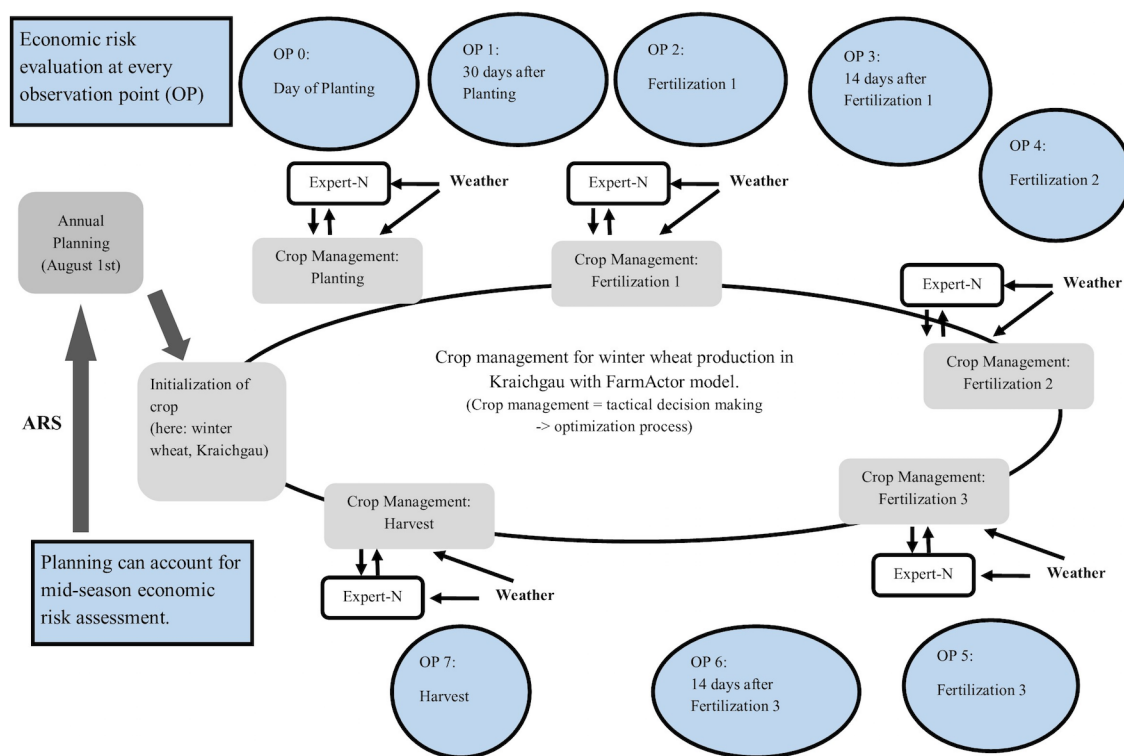 Economic risk
evaluation at every
observation point (OP)
OP 0:
Day of Planting
OP 1:
30 days after
Planting
OP 2:
Fertilization 1
OP 3:
14 days after
Fertilization 1
OP 4:
Fertilization 2
Expert-N
Weather
Crop Management:
Planting
Expert-N
Weather
Crop Management:
Fertilization 1
Annual
Planning
(August 1st)
Expert-N
Weather
Crop Management:
Fertilization 2
Initialization of
crop
(here: winter
wheat, Kraichgau)
ARS
Crop management for winter wheat production in
Kraichgau with FarmActor model.
(Crop management = tactical decision making
-> optimization process)
Crop Management:
Fertilization 3
Expert-N
Weather
Crop Management:
Harvest
Expert-N
Weather
Planning can account for
mid-season economic
risk assessment.
OP 7:
Harvest
OP 6:
14 days after
Fertilization 3
OP 5:
Fertilization 3